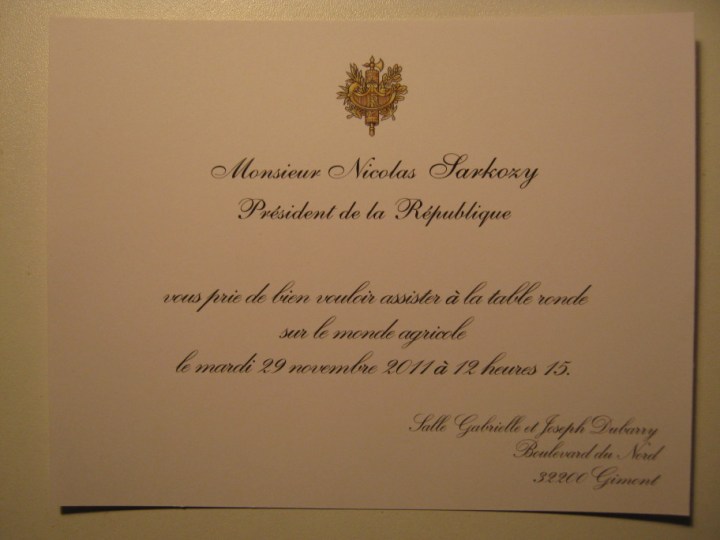 Monsieur Nicolas Sarkozy
Président de la République
vous prie de bien vouloir assister à la table ronde
sur le monde agricole
le mardi 29 novembre 2011 à 12 heures 15.
Salle Gabrielle et Joseph Dubarry
Boulevard du Nord
32200 Gimont